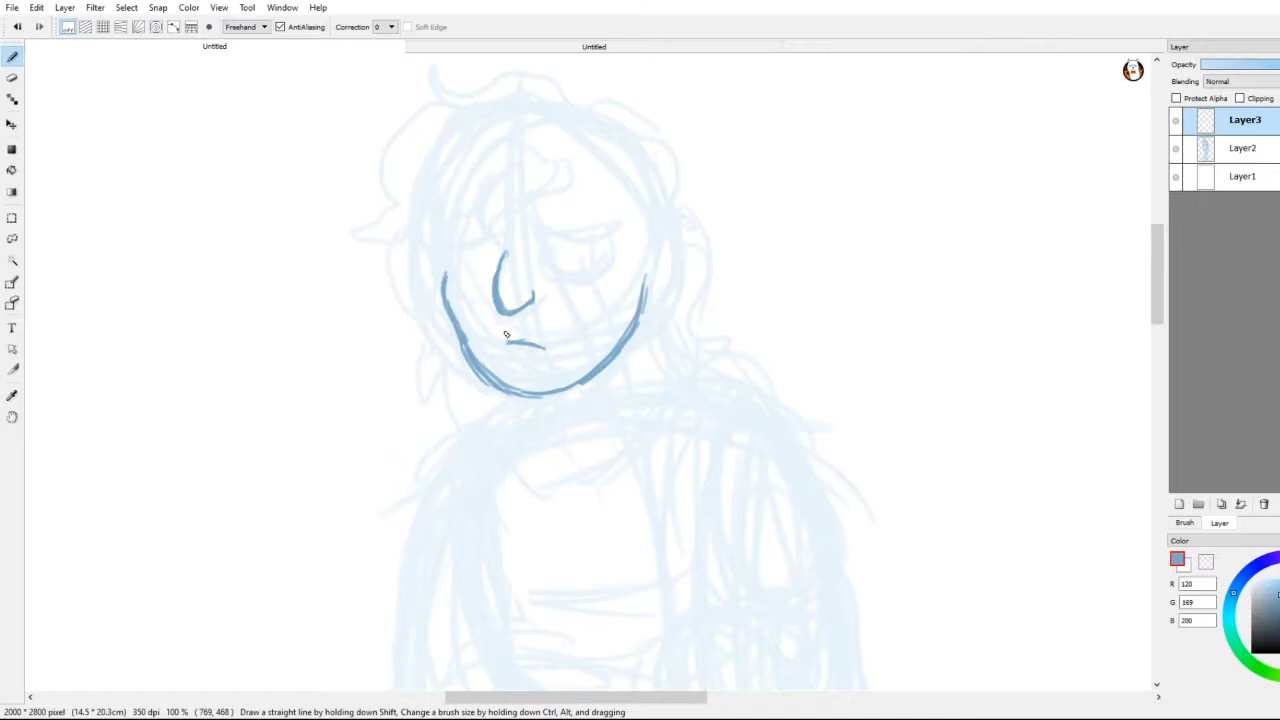 File Edit Layer Filter Select Snap Color View Tool Window Help
off Freehand AntiAliasing Correction 0 Soft Edge
Untitled Untitled
Layer
Opacity
Blending Normal
Protect Alpha Clipping
Layer3
Layer2
Layer1
T
Brush Layer
Color
R 120
G 169
B 200
2000 * 2800 pixel (14.5 * 20.3cm) 350 dpi 100 % ( 769, 468 ) Draw a straight line by holding down Shift, Change a brush size by holding down Ctrl, Alt, and dragging